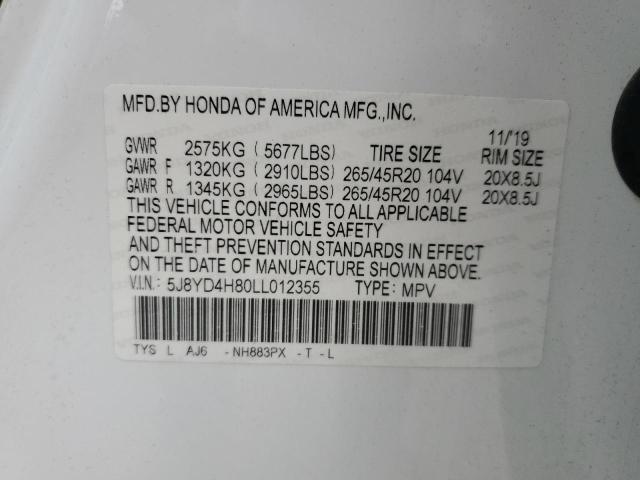 MFD.BY HONDA OF AMERICA MFG.,INC.
11/'19
GVWR 2575KG (5677LBS) TIRE SIZE RIM SIZE
GAWR F 1320KG (2910LBS) 265/45R20 104V 20X8.5J
GAWR R 1345KG (2965LBS) 265/45R20 104V 20X8.5J
THIS VEHICLE CONFORMS TO ALL APPLICABLE
FEDERAL MOTOR VEHICLE SAFETY
AND THEFT PREVENTION STANDARDS IN EFFECT
ON THE DATE OF MANUFACTURE SHOWN ABOVE.
V.I.N.: 5J8YD4H80LL012355 TYPE: MPV
TYS L AJ6 -NH883PX -T -L